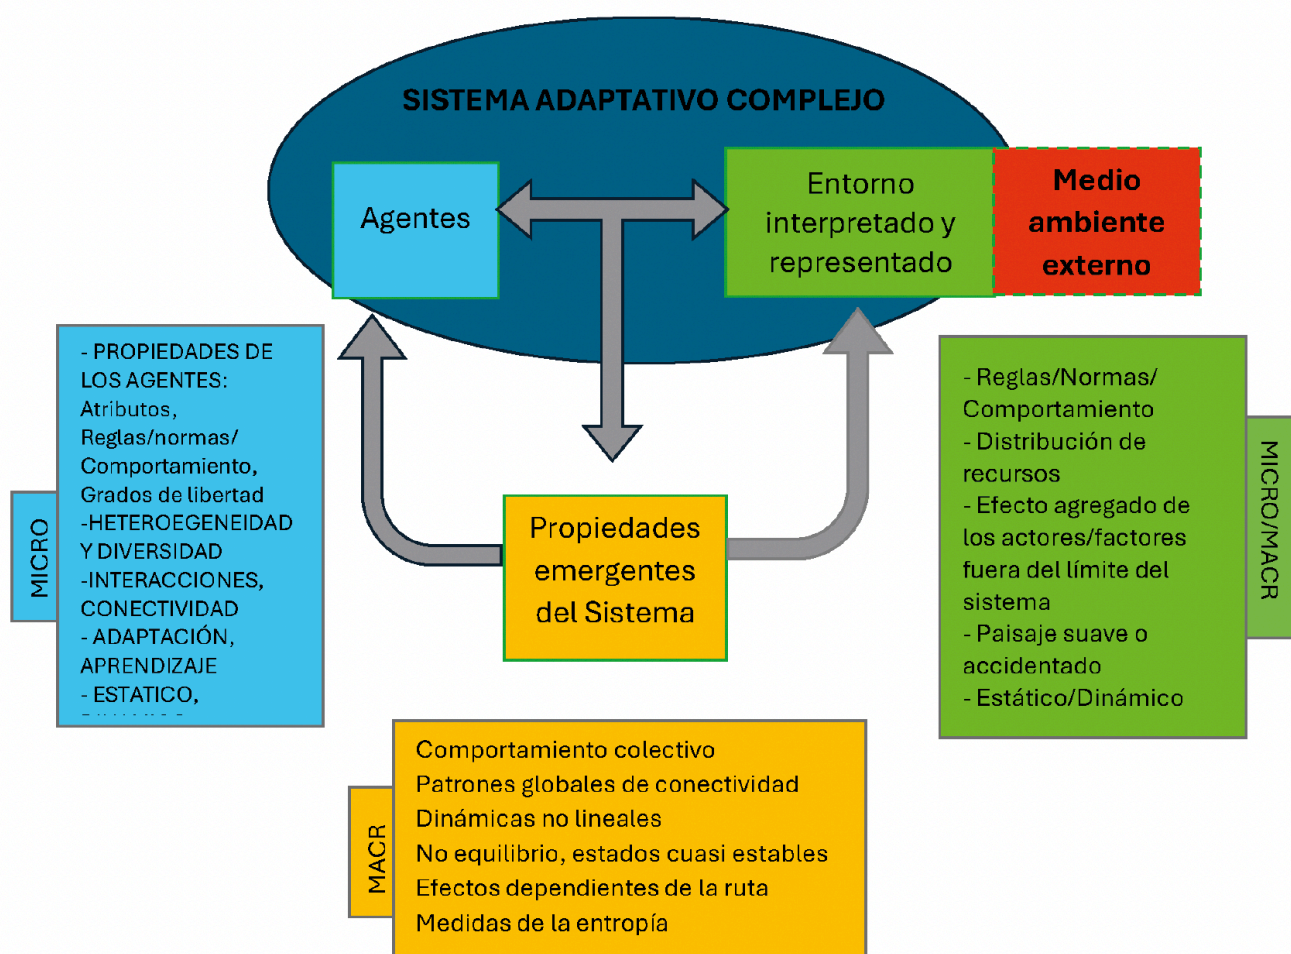 SISTEMA ADAPTATIVO COMPLEJO
Agentes
Entorno
interpretado y
representado
Medio
ambiente
externo
MICRO
- PROPIEDADES DE
LOS AGENTES:
Atributos,
Reglas/normas/
Comportamiento,
Grados de libertad
-HETEROEGENEIDAD
Y DIVERSIDAD
-INTERACCIONES,
CONECTIVIDAD
- ADAPTACIÓN,
APRENDIZAJE
- ESTATICO,
Propiedades
emergentes
del Sistema
- Reglas/Normas/
Comportamiento
- Distribución de
recursos
- Efecto agregado de
los actores/factores
fuera del límite del
sistema
- Paisaje suave o
accidentado
- Estático/Dinámico
MICRO/MACR
MACR
Comportamiento colectivo
Patrones globales de conectividad
Dinámicas no lineales
No equilibrio, estados cuasi estables
Efectos dependientes de la ruta
Medidas de la entropía